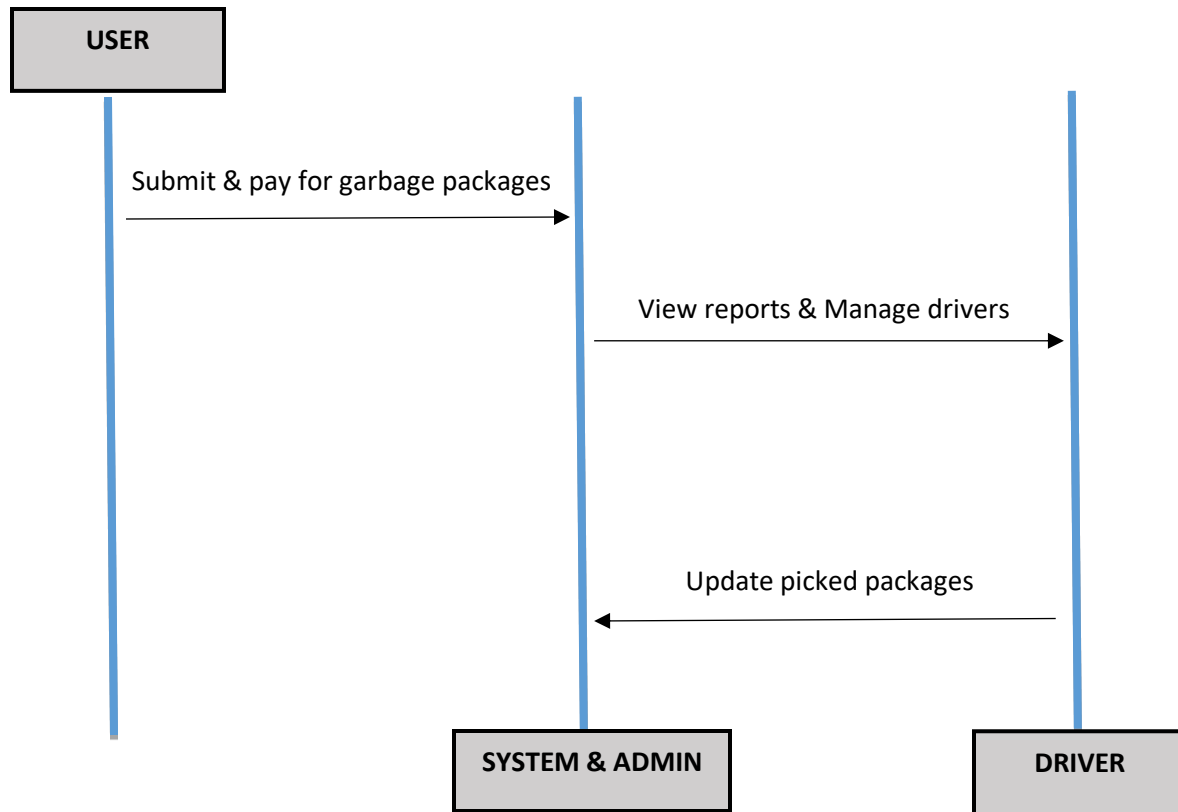 USER
Submit & pay for garbage packages
View reports & Manage drivers
Update picked packages
SYSTEM & ADMIN
DRIVER